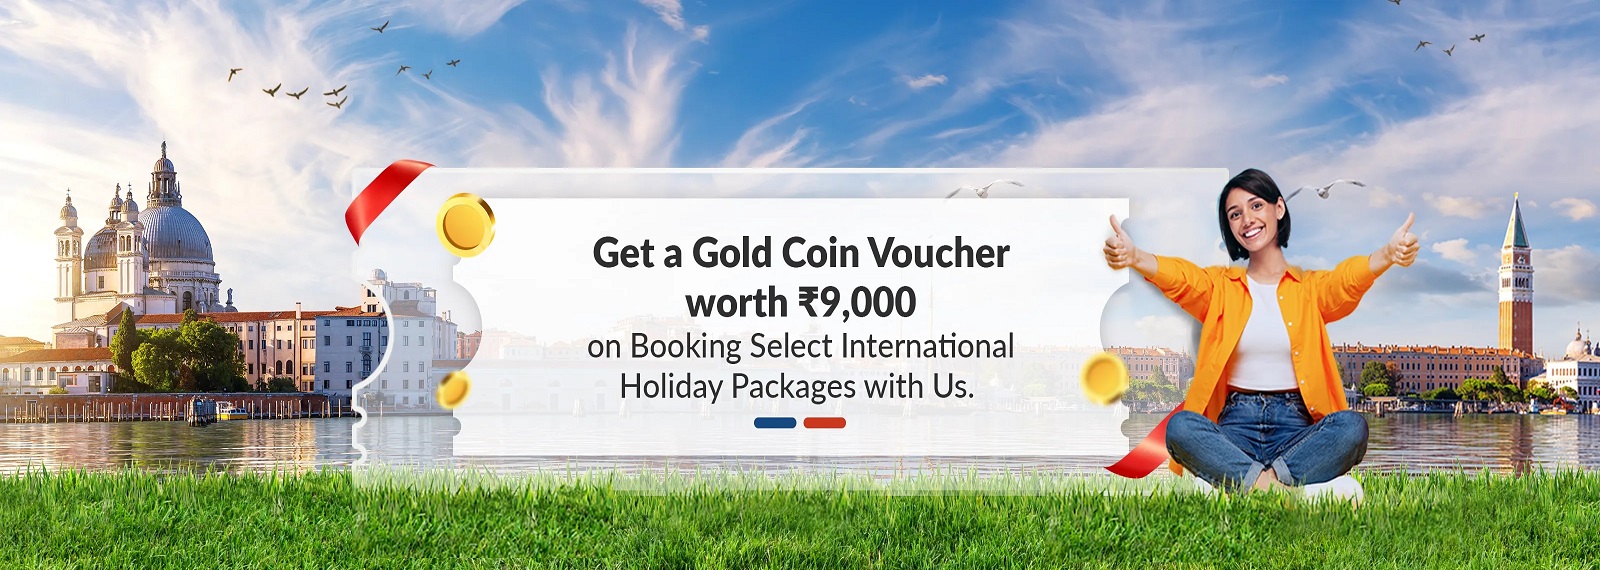 Get a Gold Coin Voucher
worth ₹9,000
on Booking Select International
Holiday Packages with Us.